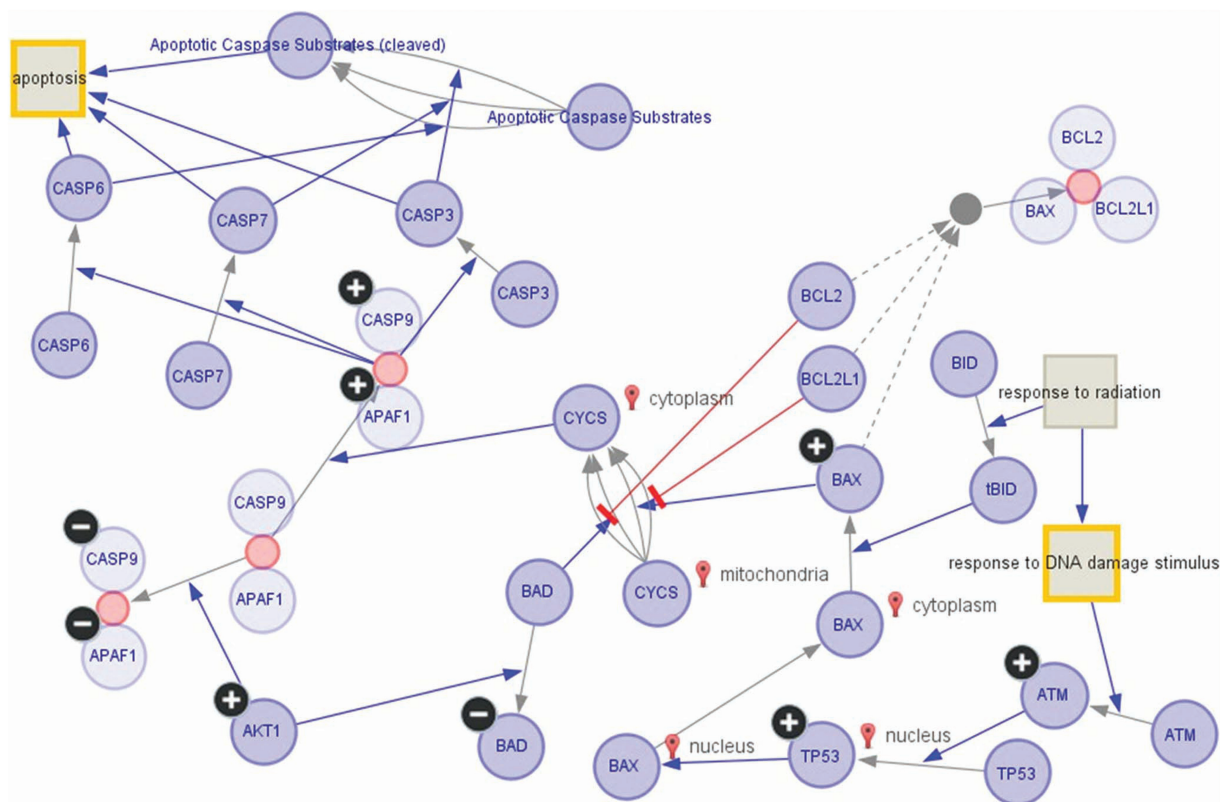 Apoptotic Caspase Substrates (cleaved)
apoptosis
Apoptotic Caspase Substrates
BCL2
CASP6
CASP7
CASP3
BAX
BCL2L1
CASP3
BCL2
CASP9
CASP6
CASP7
BCL2L1
BID
response to radiation
cytoplasm
APAF1
CYCS
BAX
tBID
CASP9
CASP9
response to DNA damage stimulus
mitochondria
BAD
CYCS
APAF1
cytoplasm
BAX
APAF1
ATM
AKT1
BAD
nucleus
nucleus
TP53
ATM
BAX
TP53